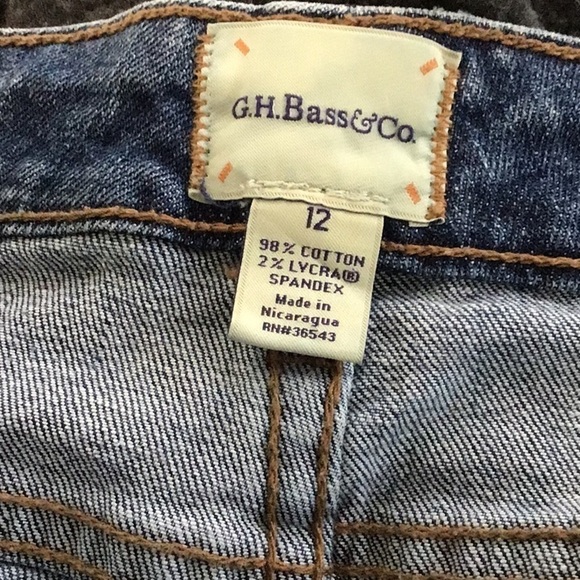 G.H.Bass&Co.
12
98% COTTON
2% LYCRA®
SPANDEX
Made in
Nicaragua
RN#36543